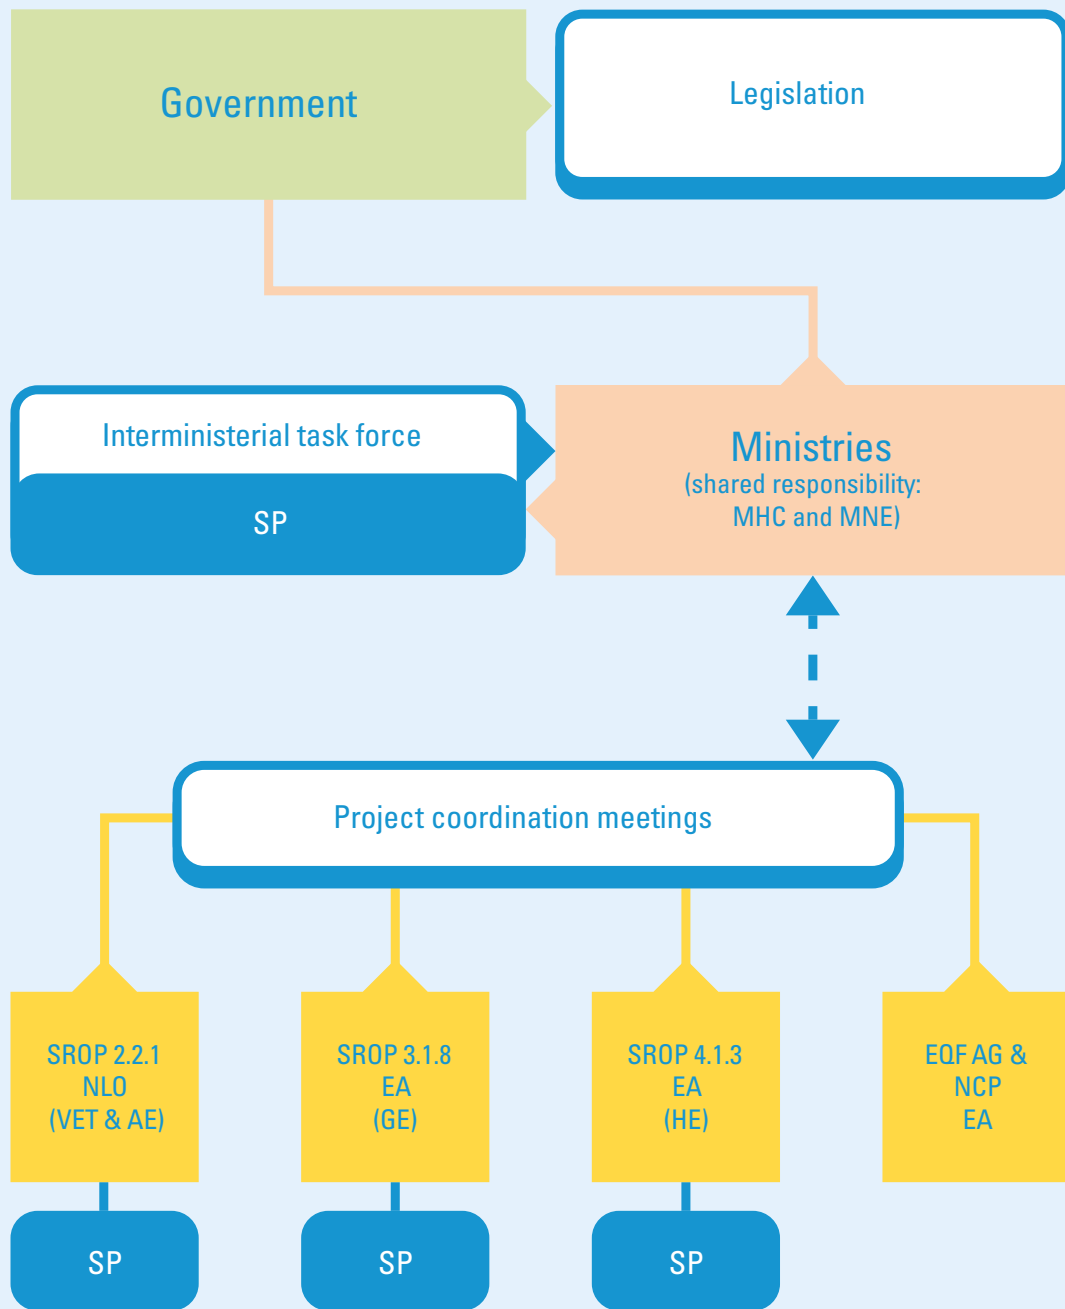 Government
Legislation
Interministerial task force
SP
Ministries
(shared responsibility:
MHC and MNE)
Project coordination meetings
SROP 2.2.1
NLO
(VET & AE)
SROP 3.1.8
EA
(GE)
SROP 4.1.3
EA
(HE)
EQF AG &
NCP
EA
SP
SP
SP